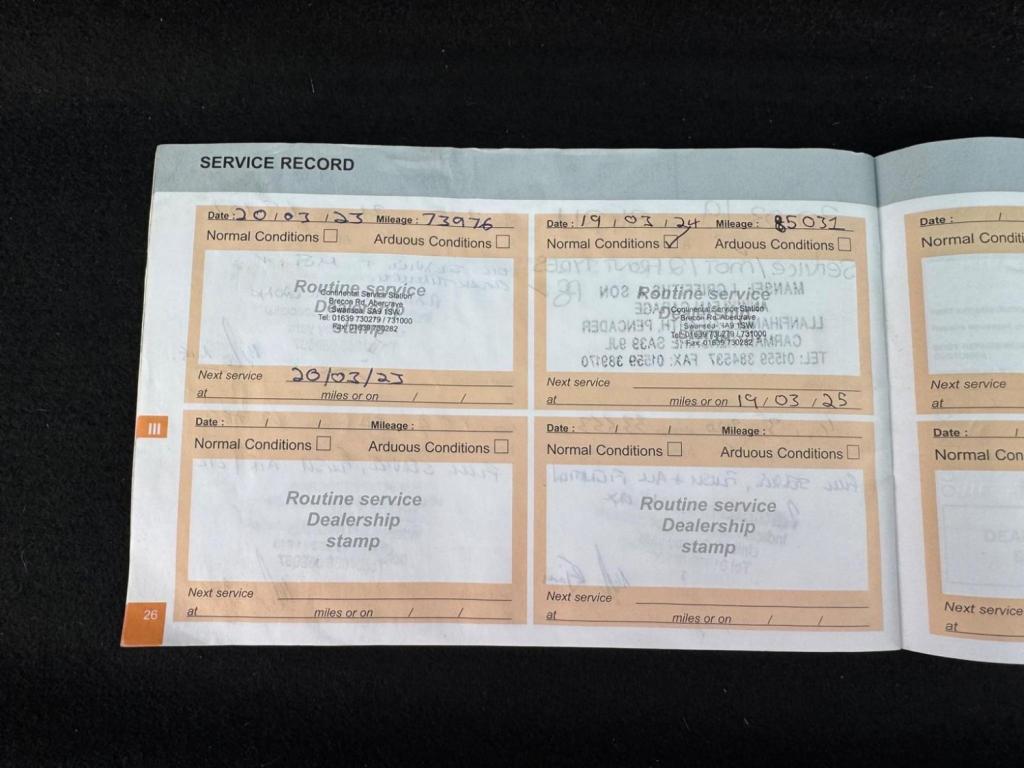 SERVICE RECORD
Date : 20 / 03 / 23 Mileage : 73976
Normal Conditions Arduous Conditions
Routine service
Dealership
stamp
Continental Service Station
Brecon Rd, Abercrave
Swansea SA9 1SW
Tel: 01639 730279 / 731000
Fax: 01639 730282
Next service 20/03/23
at miles or on / /
Date : 19 / 03 / 24 Mileage : 85031
Normal Conditions ✓ Arduous Conditions
Routine service
Dealership
stamp
Continental Service Station
Brecon Rd, Abercrave
Swansea SA9 1SW
Tel: 01639 730279 / 731000
Fax: 01639 730282
Next service
at miles or on 19 / 03 / 25
Date : / / Mileage :
Normal Conditions Arduous Conditions
Routine service
Dealership
stamp
Next service
at miles or on / /
Date : / / Mileage :
Normal Conditions Arduous Conditions
Routine service
Dealership
stamp
Next service
at miles or on / /
Date : /
Normal Conditi
Next service
at
Date : /
Normal Con
Next service
at
III
26